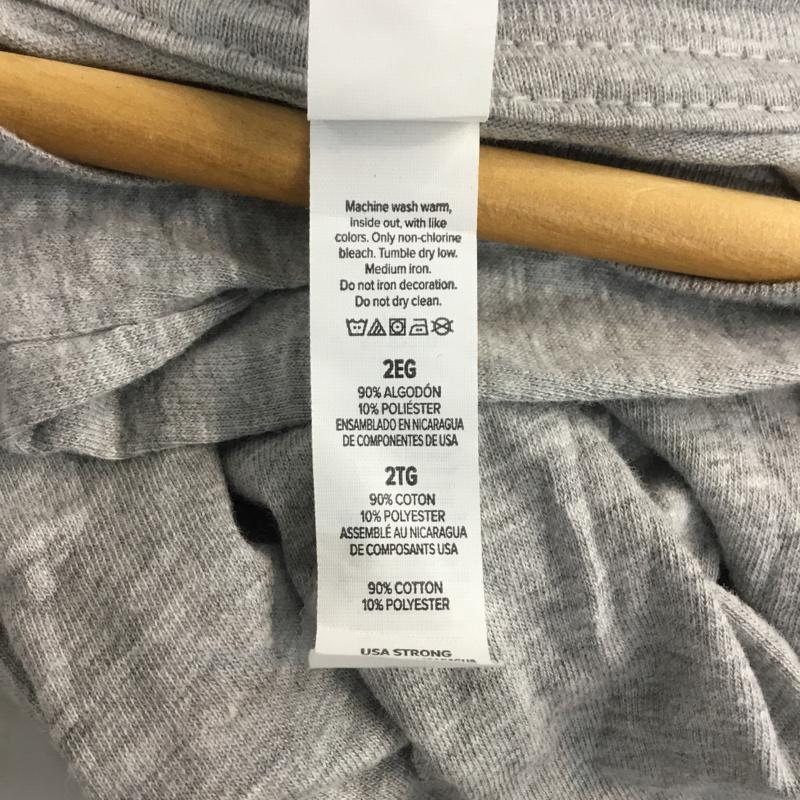 Machine wash warm,
inside out, with like
colors. Only non-chlorine
bleach. Tumble dry low.
Medium iron.
Do not iron decoration.
Do not dry clean.
2EG
90% ALGODÓN
10% POLIÉSTER
ENSAMBLADO EN NICARAGUA
DE COMPONENTES DE USA
2TG
90% COTON
10% POLYESTER
ASSEMBLÉ AU NICARAGUA
DE COMPOSANTS USA
90% COTTON
10% POLYESTER
USA STRONG